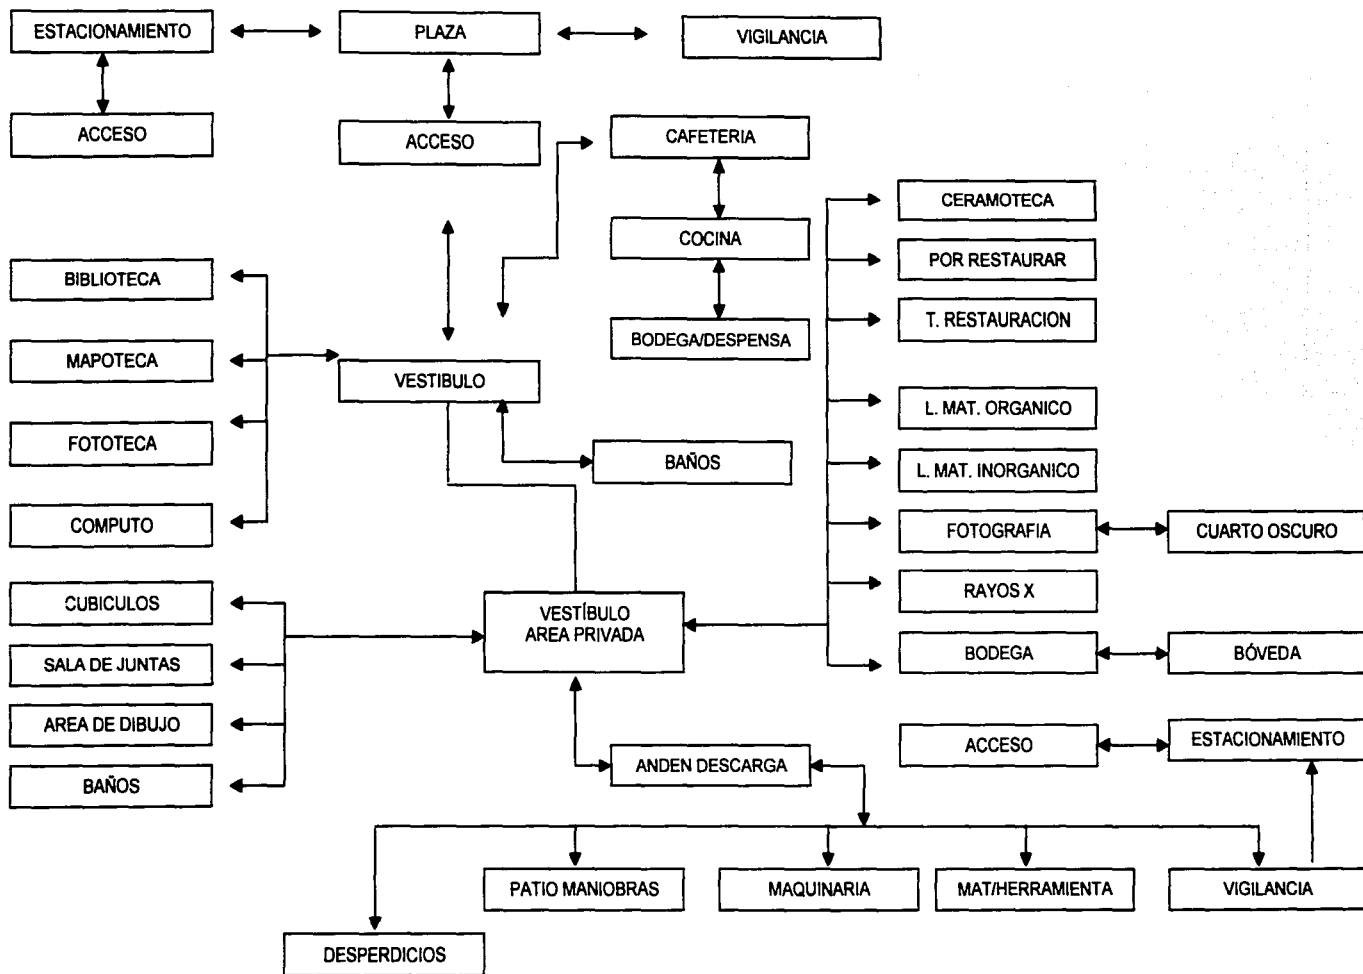 ESTACIONAMIENTO
PLAZA
VIGILANCIA
ACCESO
ACCESO
CAFETERIA
CERAMOTECA
COCINA
POR RESTAURAR
BIBLIOTECA
T. RESTAURACION
BODEGA/DESPENSA
MAPOTECA
VESTIBULO
L. MAT. ORGANICO
FOTOTECA
BAÑOS
L. MAT. INORGANICO
COMPUTO
FOTOGRAFIA
CUARTO OSCURO
CUBICULOS
RAYOS X
VESTÍBULO
AREA PRIVADA
SALA DE JUNTAS
BODEGA
BÓVEDA
AREA DE DIBUJO
ACCESO
ESTACIONAMIENTO
BAÑOS
ANDEN DESCARGA
PATIO MANIOBRAS
MAQUINARIA
MAT/HERRAMIENTA
VIGILANCIA
DESPERDICIOS